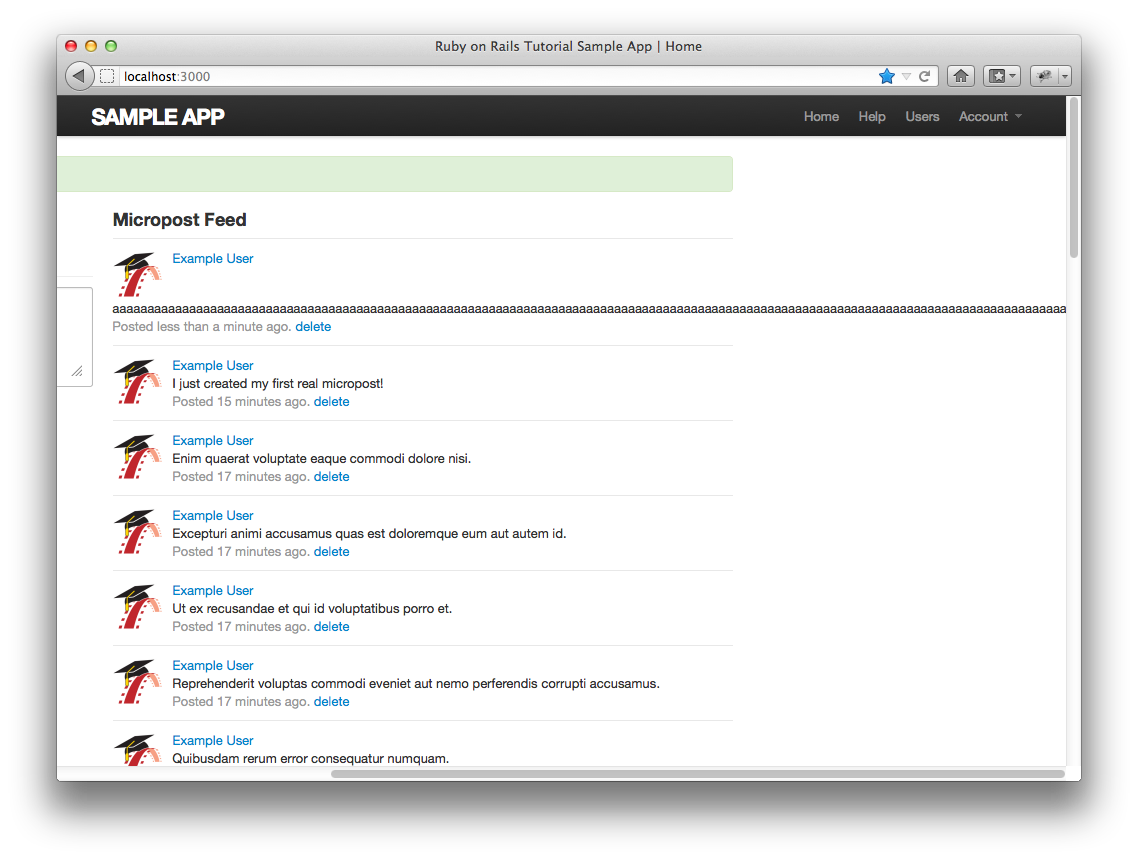 Ruby on Rails Tutorial Sample App | Home
localhost:3000
SAMPLE APP
Home Help Users Account
Micropost Feed
Example User
Posted less than a minute ago. delete
Example User
I just created my first real micropost!
Posted 15 minutes ago. delete
Example User
Enim quaerat voluptate eaque commodi dolore nisi.
Posted 17 minutes ago. delete
Example User
Excepturi animi accusamus quas est doloremque eum aut autem id.
Posted 17 minutes ago. delete
Example User
Ut ex recusandae et qui id voluptatibus porro et.
Posted 17 minutes ago. delete
Example User
Reprehenderit voluptas commodi eveniet aut nemo perferendis corrupti accusamus.
Posted 17 minutes ago. delete
Example User
Quibusdam rerum error consequatur numquam.